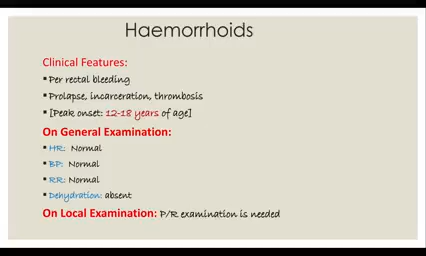 Haemorrhoids
Clinical Features:
▪ Per rectal bleeding
▪ Prolapse, incarceration, thrombosis
▪ [Peak onset: 12-18 years of age]
On General Examination:
▪ HR: Normal
▪ BP: Normal
▪ RR: Normal
▪ Dehydration: absent
On Local Examination: P/R examination is needed